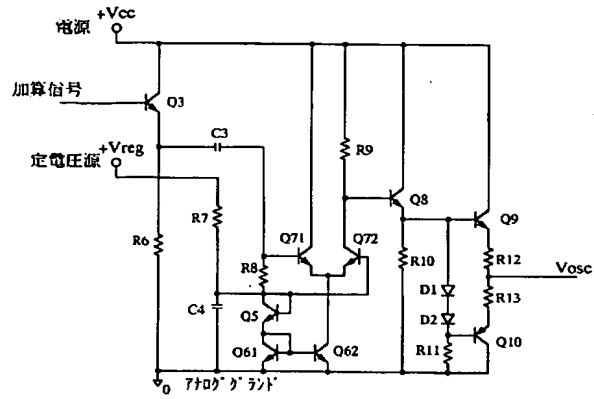 電源
+Vcc
加算信号
Q3
C3
+Vreg
定電圧源
R9
Q8
Q9
R7
R6
Q71
Q72
R8
R10
R12
Vosc
C4
D1
R13
Q5
D2
Q61
Q62
R11
Q10
0
アナログ グランド